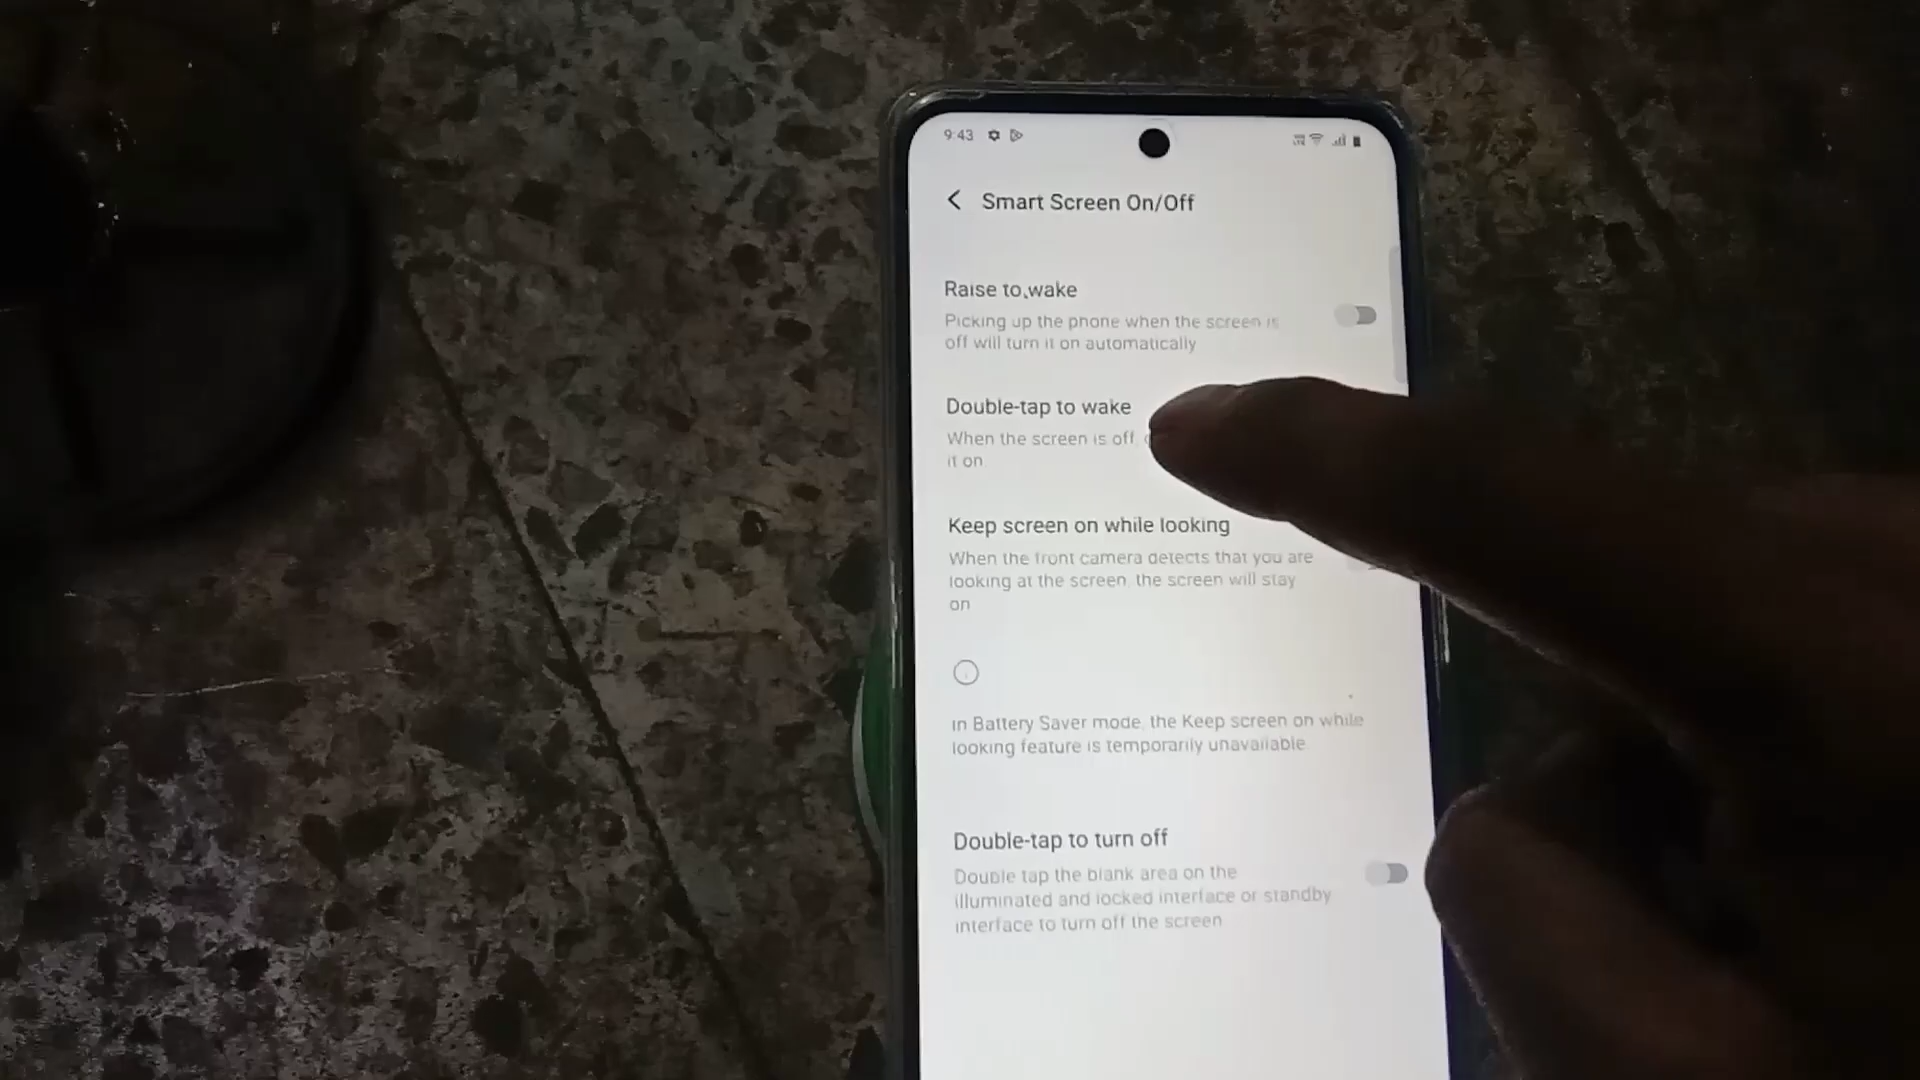 9:43
Smart Screen On/Off
Raise to wake
Picking up the phone when the screen is
off will turn it on automatically
Double-tap to wake
When the screen is off,
it on
Keep screen on while looking
When the front camera detects that you are
looking at the screen, the screen will stay
on
In Battery Saver mode, the Keep screen on while
looking feature is temporarily unavailable.
Double-tap to turn off
Double tap the blank area on the
illuminated and locked interface or standby
interface to turn off the screen